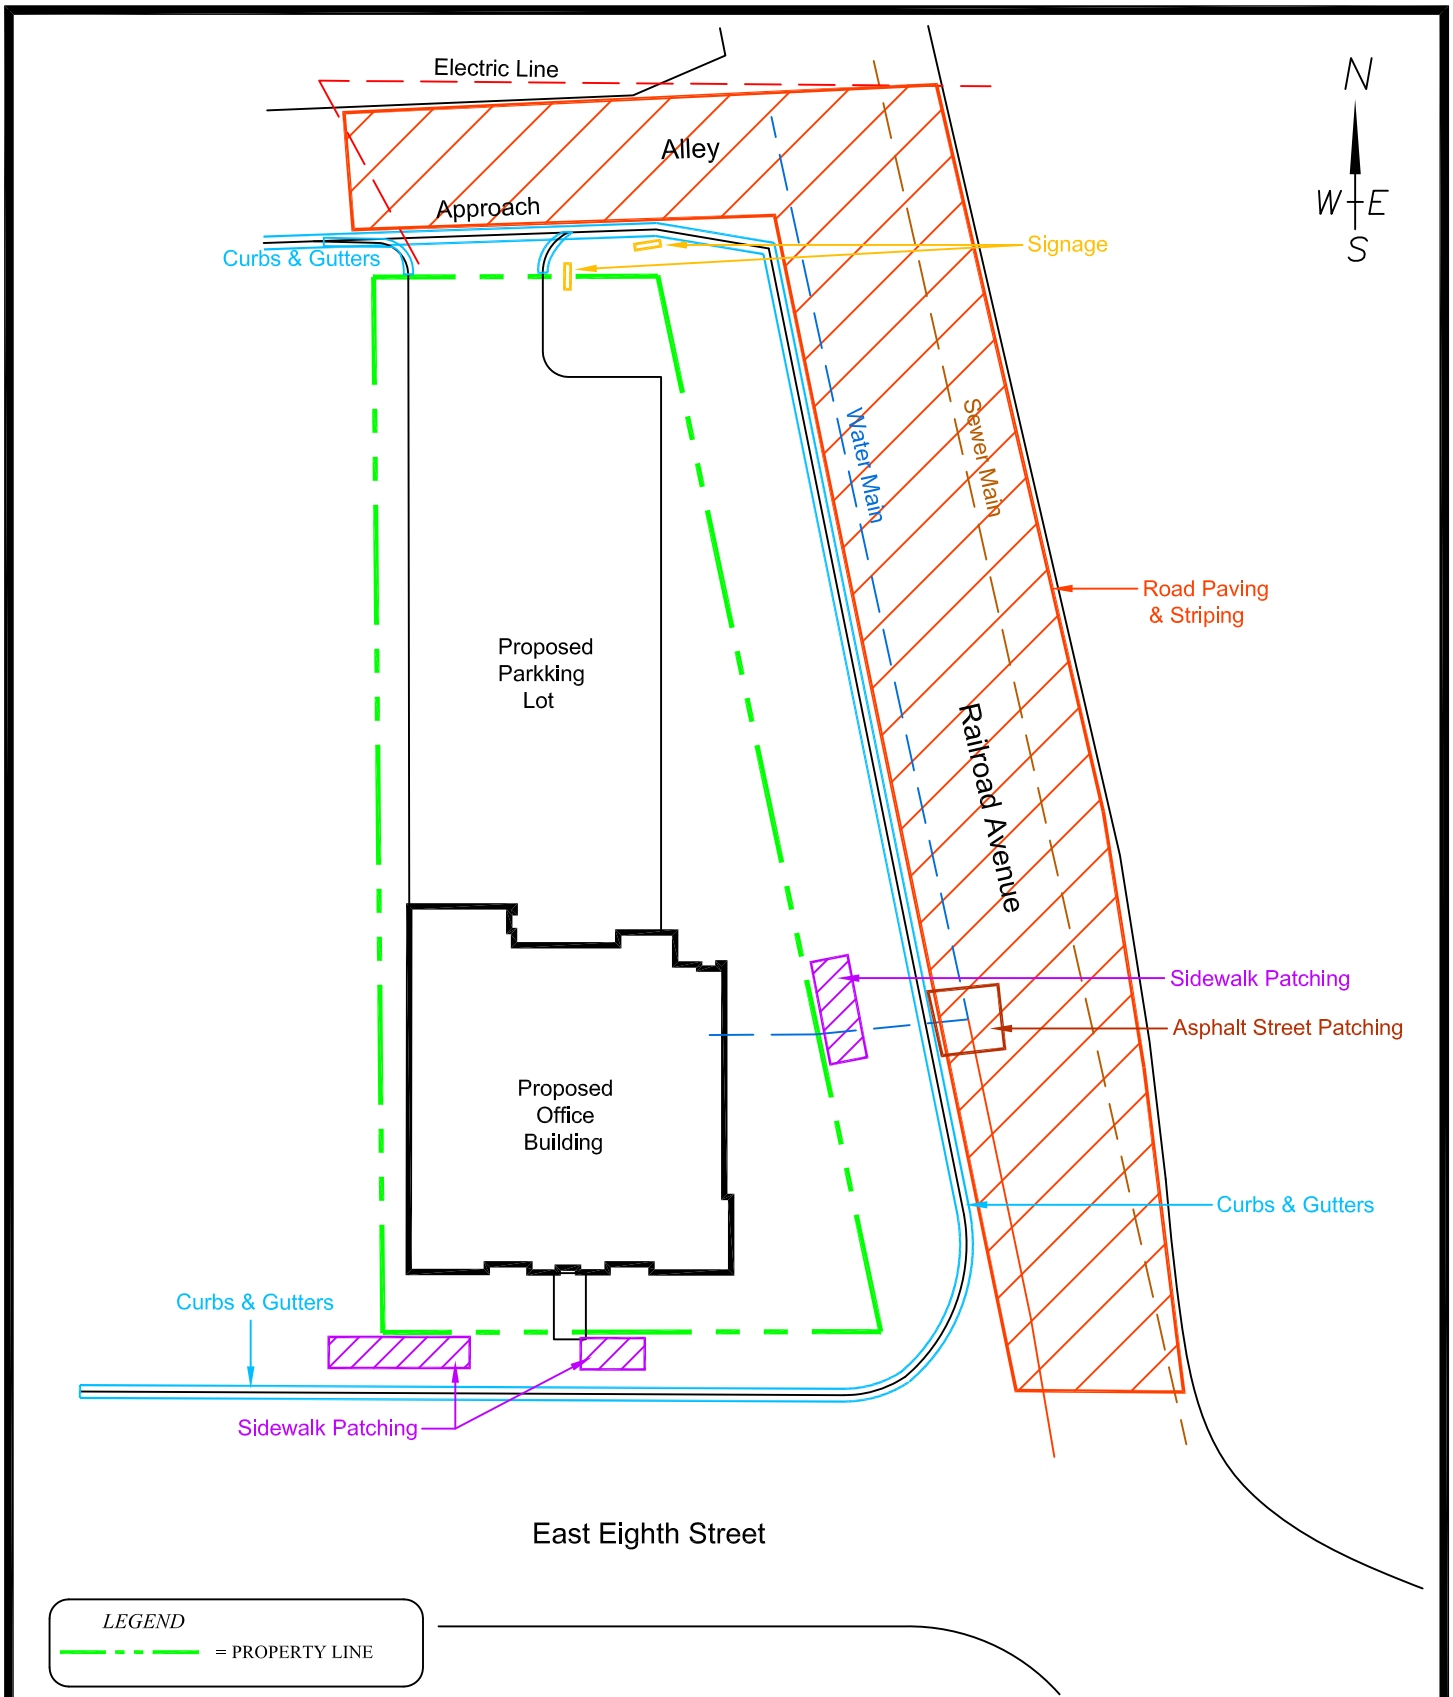 Electric Line
N
Alley
W E
S
Approach
Signage
Curbs & Gutters
Water Main
Sewer Main
Road Paving
& Striping
Proposed
Parkking
Lot
Railroad Avenue
Sidewalk Patching
Asphalt Street Patching
Proposed
Office
Building
Curbs & Gutters
Curbs & Gutters
Sidewalk Patching
East Eighth Street
LEGEND
= PROPERTY LINE